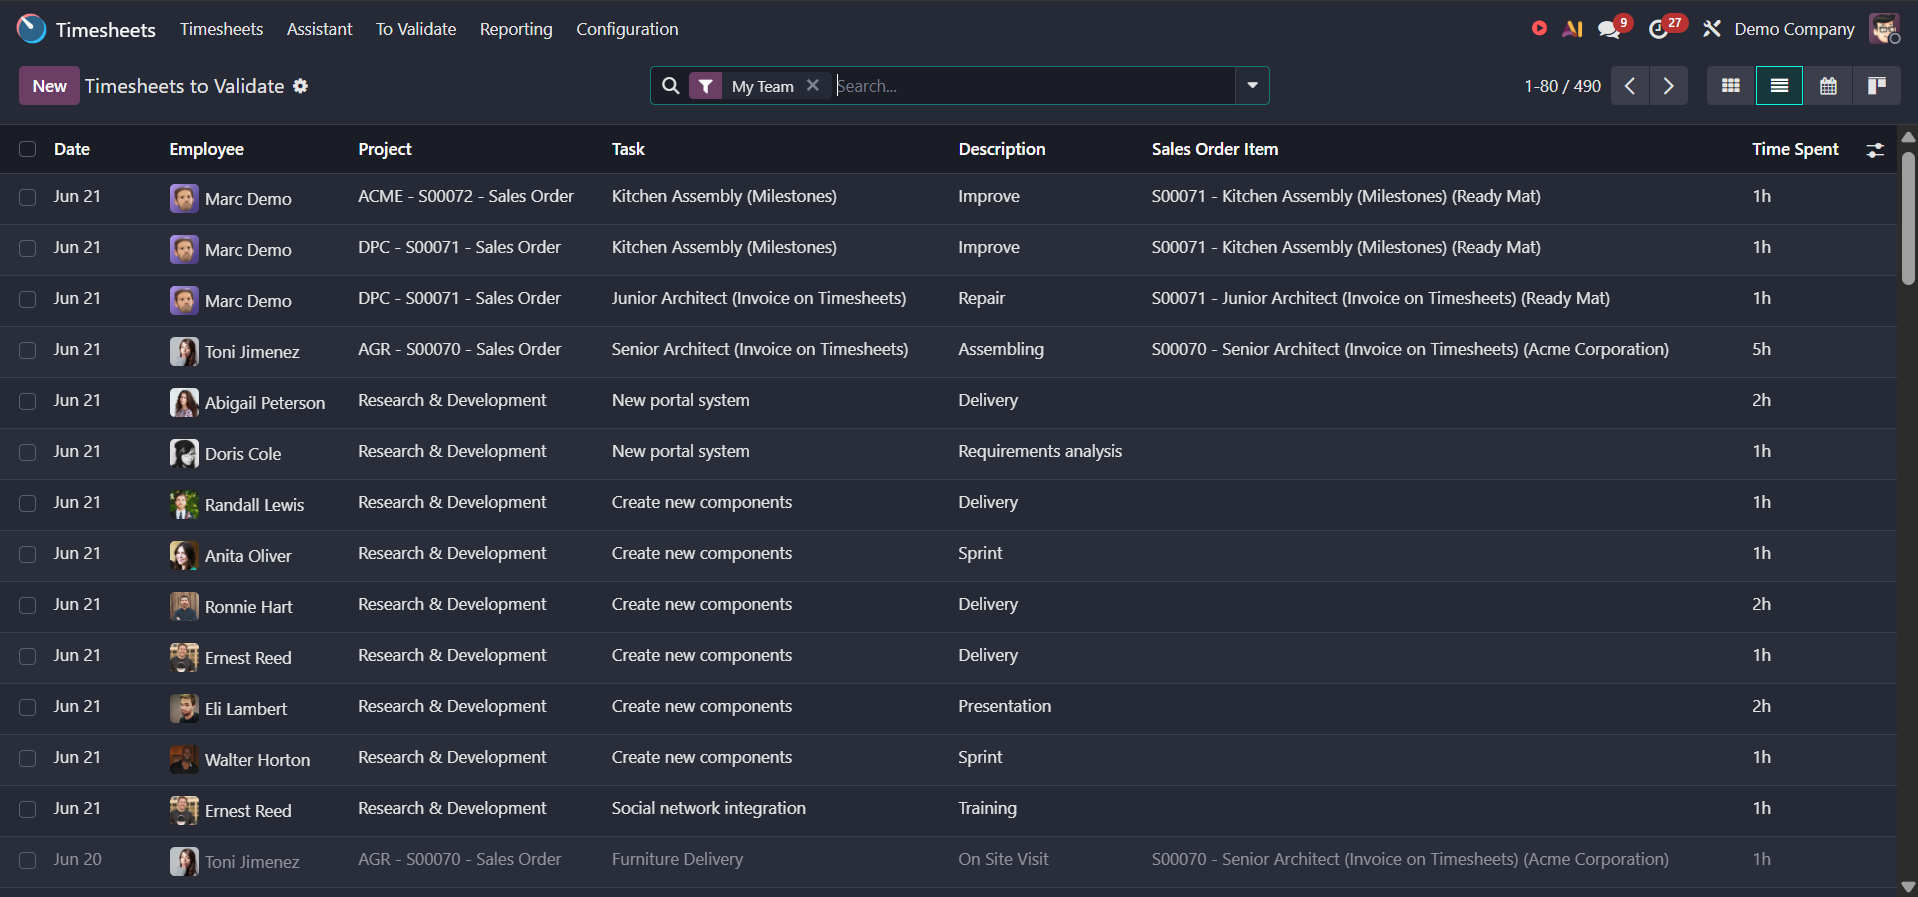 Timesheets Timesheets Assistant To Validate Reporting Configuration AI 9 27 Demo Company
New Timesheets to Validate My Team Search... 1-80 / 490
Date Employee Project Task Description Sales Order Item Time Spent
Jun 21 Marc Demo ACME - S00072 - Sales Order Kitchen Assembly (Milestones) Improve S00071 - Kitchen Assembly (Milestones) (Ready Mat) 1h
Jun 21 Marc Demo DPC - S00071 - Sales Order Kitchen Assembly (Milestones) Improve S00071 - Kitchen Assembly (Milestones) (Ready Mat) 1h
Jun 21 Marc Demo DPC - S00071 - Sales Order Junior Architect (Invoice on Timesheets) Repair S00071 - Junior Architect (Invoice on Timesheets) (Ready Mat) 1h
Jun 21 Toni Jimenez AGR - S00070 - Sales Order Senior Architect (Invoice on Timesheets) Assembling S00070 - Senior Architect (Invoice on Timesheets) (Acme Corporation) 5h
Jun 21 Abigail Peterson Research & Development New portal system Delivery 2h
Jun 21 Doris Cole Research & Development New portal system Requirements analysis 1h
Jun 21 Randall Lewis Research & Development Create new components Delivery 1h
Jun 21 Anita Oliver Research & Development Create new components Sprint 1h
Jun 21 Ronnie Hart Research & Development Create new components Delivery 2h
Jun 21 Ernest Reed Research & Development Create new components Delivery 1h
Jun 21 Eli Lambert Research & Development Create new components Presentation 2h
Jun 21 Walter Horton Research & Development Create new components Sprint 1h
Jun 21 Ernest Reed Research & Development Social network integration Training 1h
Jun 20 Toni Jimenez AGR - S00070 - Sales Order Furniture Delivery On Site Visit S00070 - Senior Architect (Invoice on Timesheets) (Acme Corporation) 1h